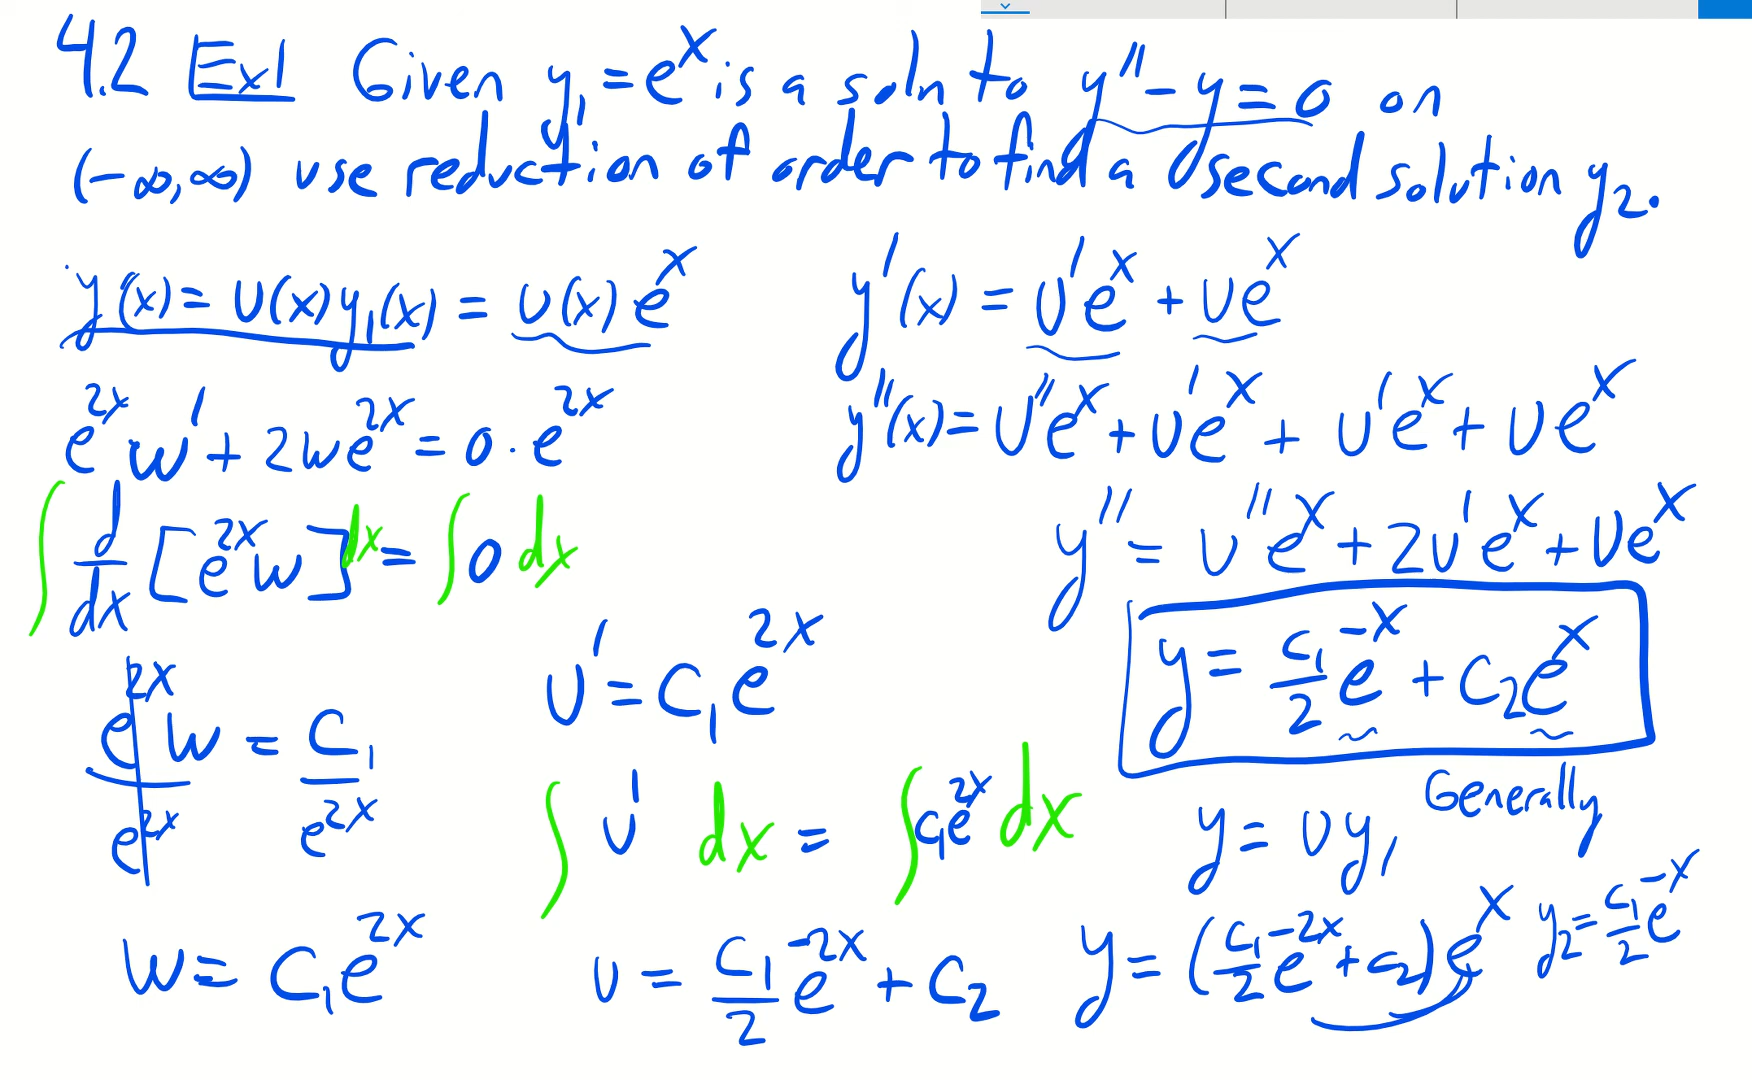 4.2 Ex1 Given y₁ = eˣ is a soln to y'' - y = 0 on
(-∞, ∞) use reduction of order to find a second solution y₂.
y(x) = U(x)y₁(x) = U(x)eˣ
y'(x) = U'eˣ + Ueˣ
y''(x) = U''eˣ + U'eˣ + U'eˣ + Ueˣ
y'' = U''eˣ + 2U'eˣ + Ueˣ
e²ˣw' + 2we²ˣ = 0 · e²ˣ
∫ d/dx [e²ˣw] dx = ∫ 0 dx
e²ˣw / e²ˣ = C₁ / e²ˣ
w = C₁e²ˣ
U' = C₁e²ˣ
∫ U' dx = ∫ C₁e²ˣ dx
U = C₁/2 e⁻²ˣ + C₂
y = C₁/2 e⁻ˣ + C₂eˣ
Generally
y = Uy₁
y = (C₁/2 e⁻²ˣ + C₂)eˣ
y₂ = C₁/2 e⁻ˣ